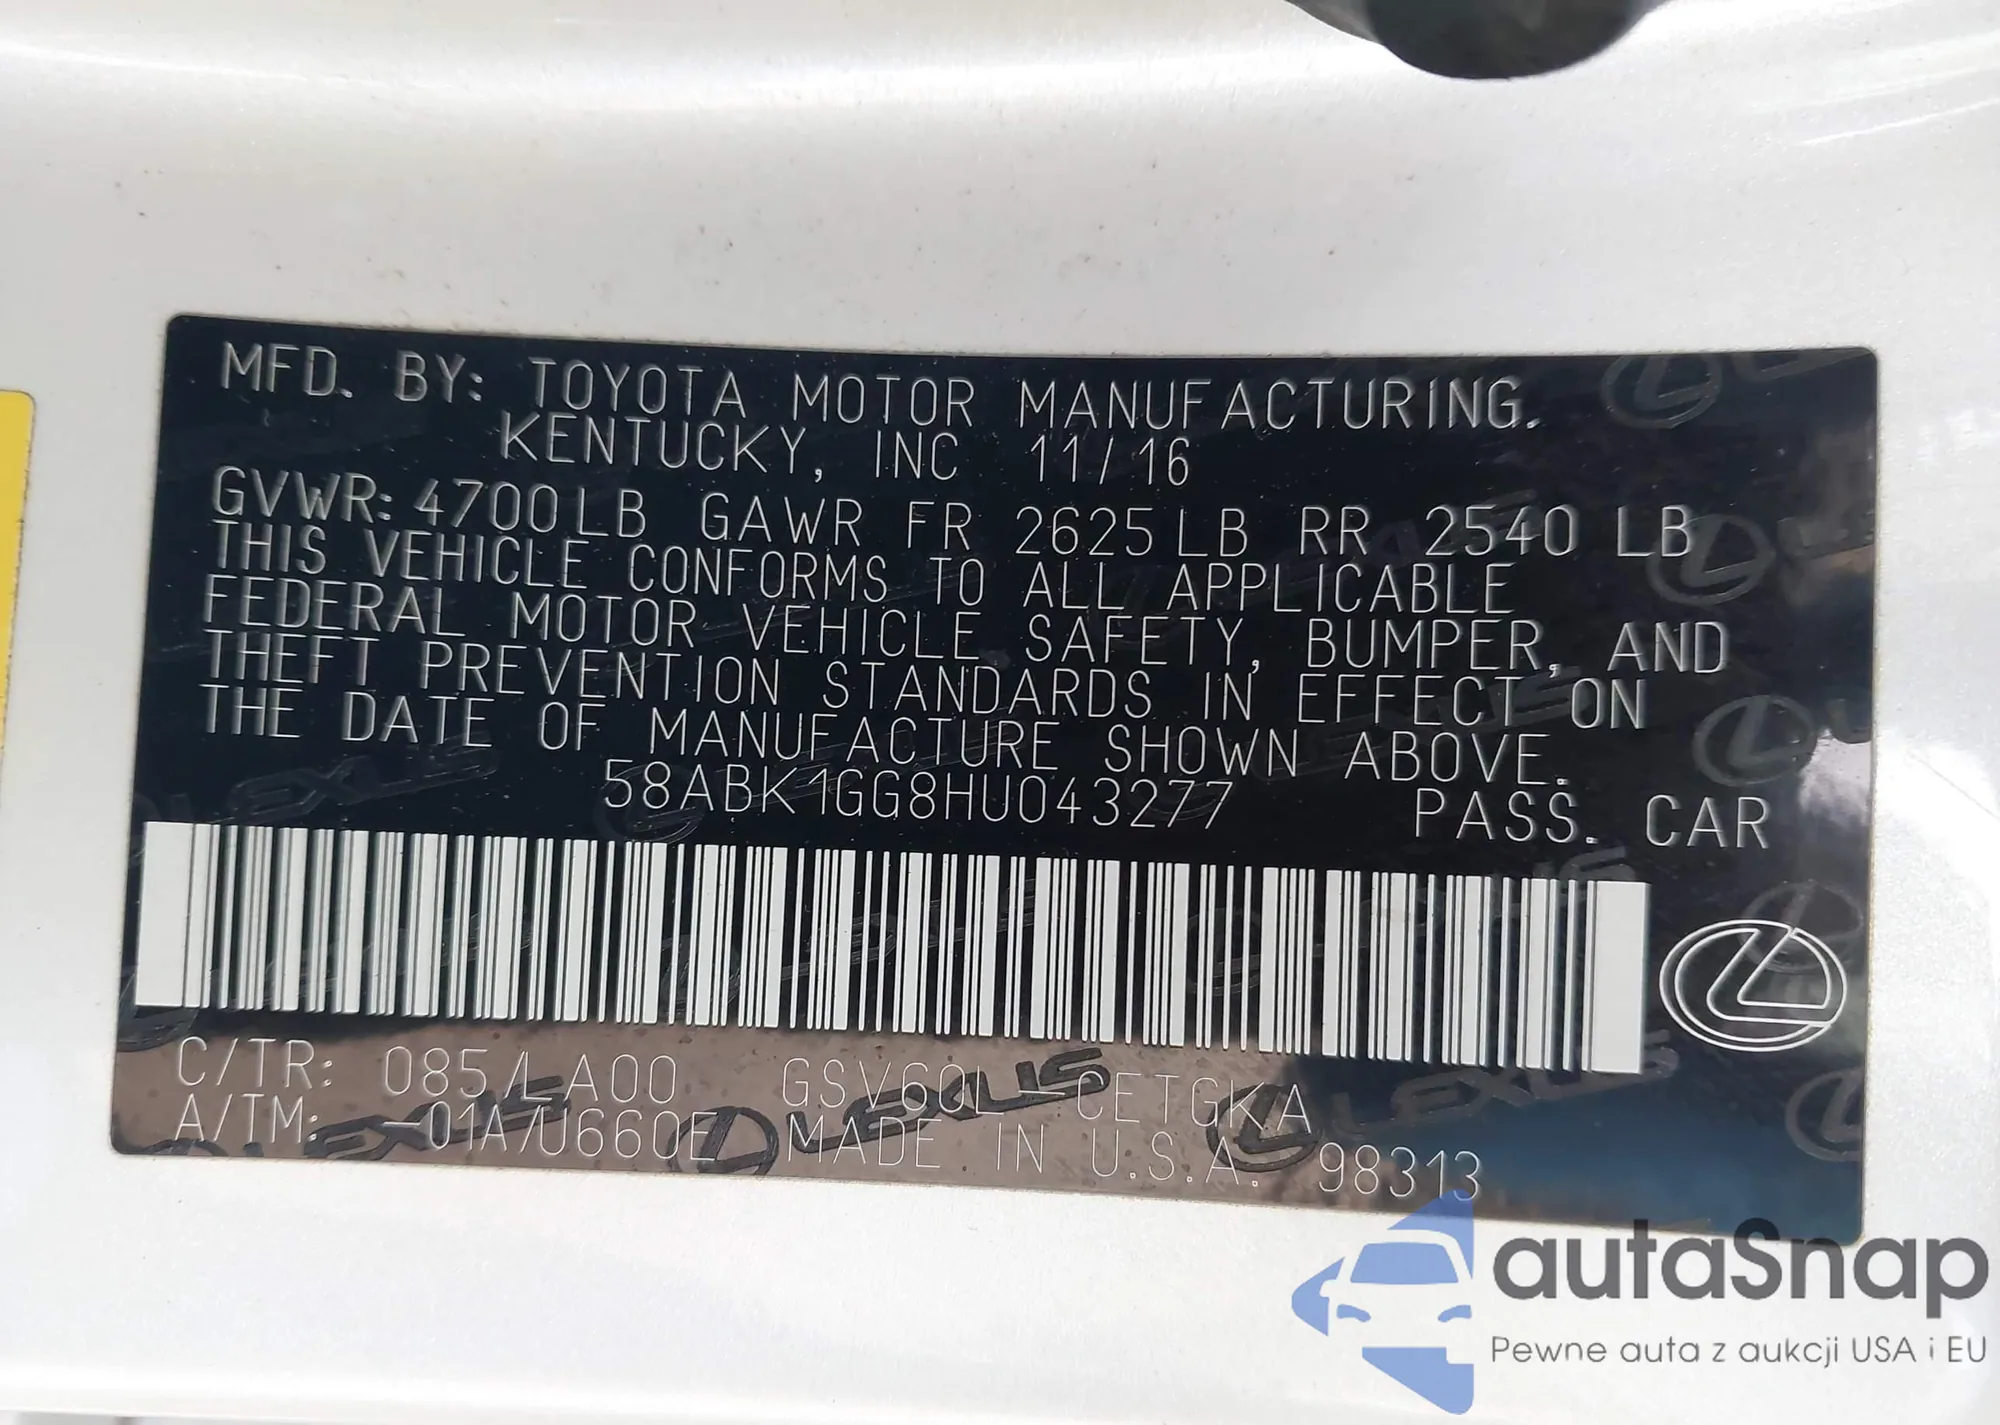 MFD. BY: TOYOTA MOTOR MANUFACTURING.
KENTUCKY, INC 11/16
GVWR: 4700LB GAWR FR 2625LB RR 2540 LB
THIS VEHICLE CONFORMS TO ALL APPLICABLE
FEDERAL MOTOR VEHICLE SAFETY, BUMPER, AND
THEFT PREVENTION STANDARDS IN EFFECT ON
THE DATE OF MANUFACTURE SHOWN ABOVE.
58ABK1GG8HU043277 PASS. CAR
C/TR: 085/LA00 GSV60L-CETGKA
A/TM: -01A/U660E MADE IN U.S.A. 98313
LEXUS
autaSnap
Pewne auta z aukcji USA i EU